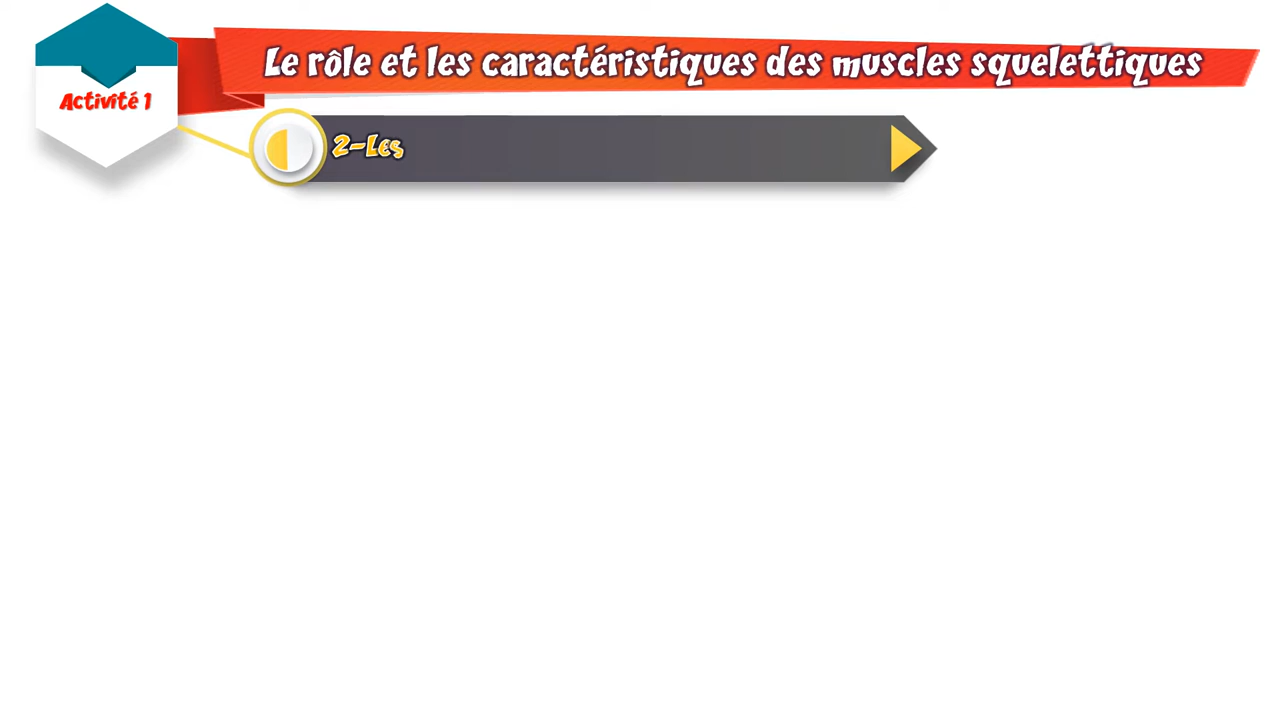 Le rôle et les caractéristiques des muscles squelettiques
Activité 1
2-Les